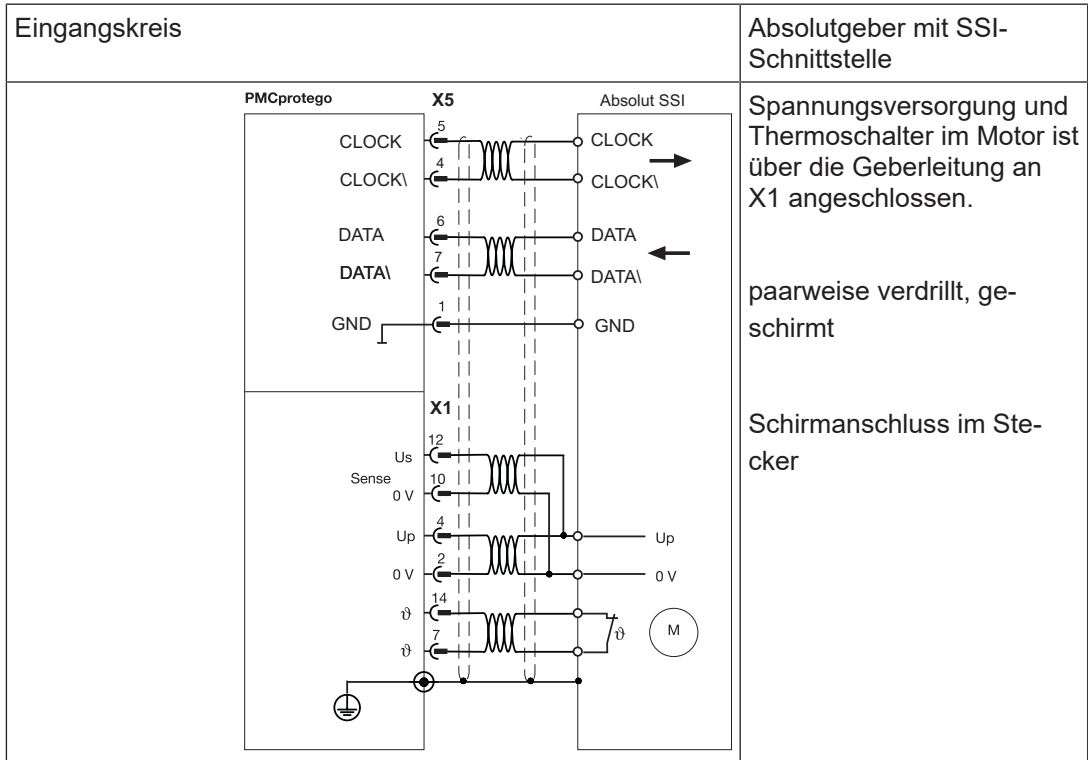 Eingangskreis
Absolutgeber mit SSI-
Schnittstelle
PMCprotego
X5
Absolut SSI
CLOCK
5
CLOCK
CLOCK\
4
CLOCK\
DATA
6
DATA
DATA\
7
DATA\
GND
1
GND
X1
Us
12
Sense
0 V
10
Up
4
Up
0 V
2
0 V
ϑ
14
ϑ
M
ϑ
7
Spannungsversorgung und
Thermoschalter im Motor ist
über die Geberleitung an
X1 angeschlossen.
paarweise verdrillt, ge-
schirmt
Schirmanschluss im Ste-
cker